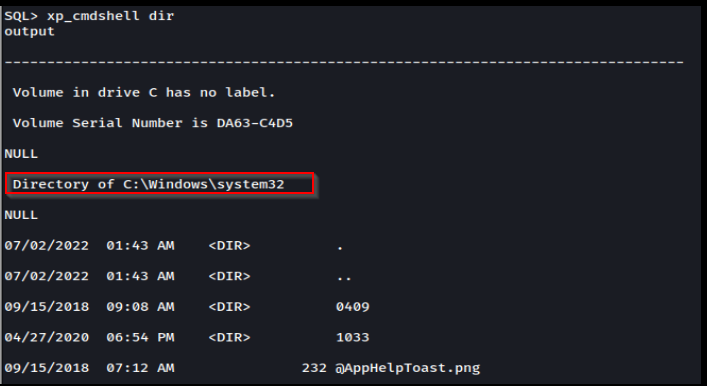 SQL> xp_cmdshell dir
output
--------------------------------------------------------------------------------
Volume in drive C has no label.
Volume Serial Number is DA63-C4D5
NULL
Directory of C:\Windows\system32
NULL
07/02/2022  01:43 AM    <DIR>          .
07/02/2022  01:43 AM    <DIR>          ..
09/15/2018  09:08 AM    <DIR>          0409
04/27/2020  06:54 PM    <DIR>          1033
09/15/2018  07:12 AM               232 @AppHelpToast.png